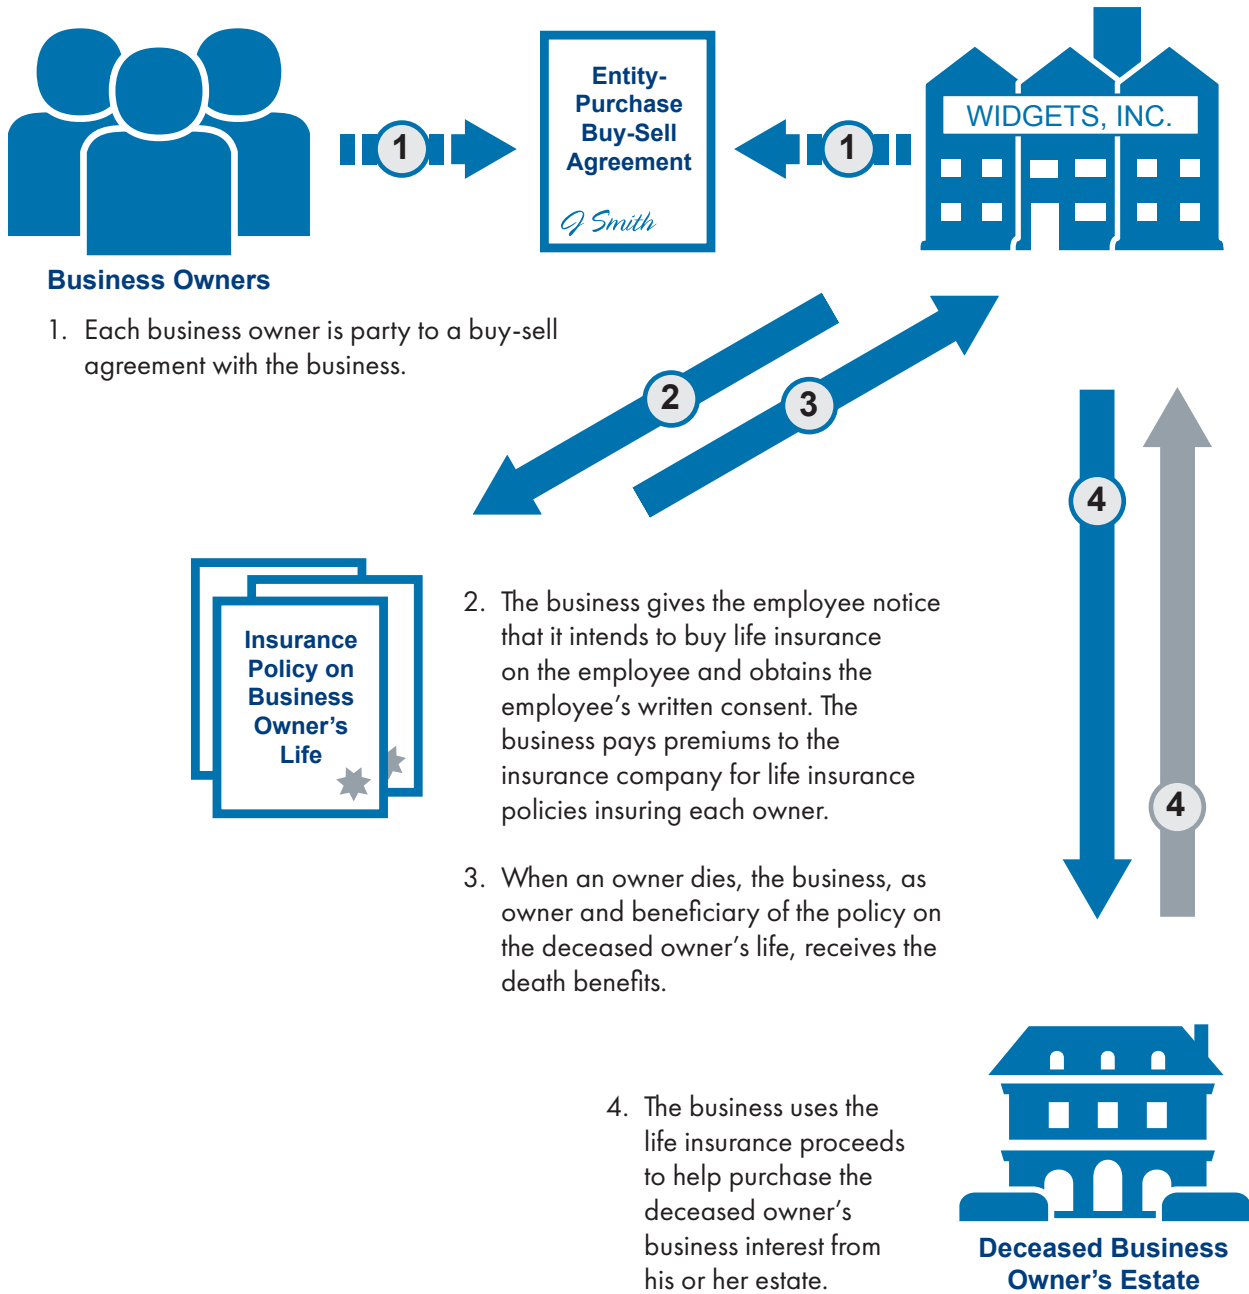 Entity-
Purchase
Buy-Sell
Agreement
J Smith
WIDGETS, INC.
1
1
Business Owners
1. Each business owner is party to a buy-sell
agreement with the business.
2
3
4
4
Insurance
Policy on
Business
Owner's
Life
2. The business gives the employee notice
that it intends to buy life insurance
on the employee and obtains the
employee's written consent. The
business pays premiums to the
insurance company for life insurance
policies insuring each owner.
3. When an owner dies, the business, as
owner and beneficiary of the policy on
the deceased owner's life, receives the
death benefits.
4. The business uses the
life insurance proceeds
to help purchase the
deceased owner's
business interest from
his or her estate.
Deceased Business
Owner's Estate